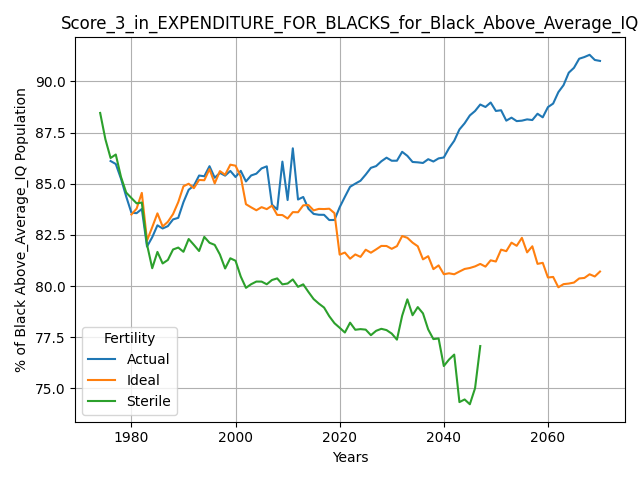 Score_3_in_EXPENDITURE_FOR_BLACKS_for_Black_Above_Average_IQ
% of Black Above_Average_IQ Population
90.0
87.5
85.0
82.5
80.0
77.5
75.0
Fertility
Actual
Ideal
Sterile
1980
2000
2020
2040
2060
Years